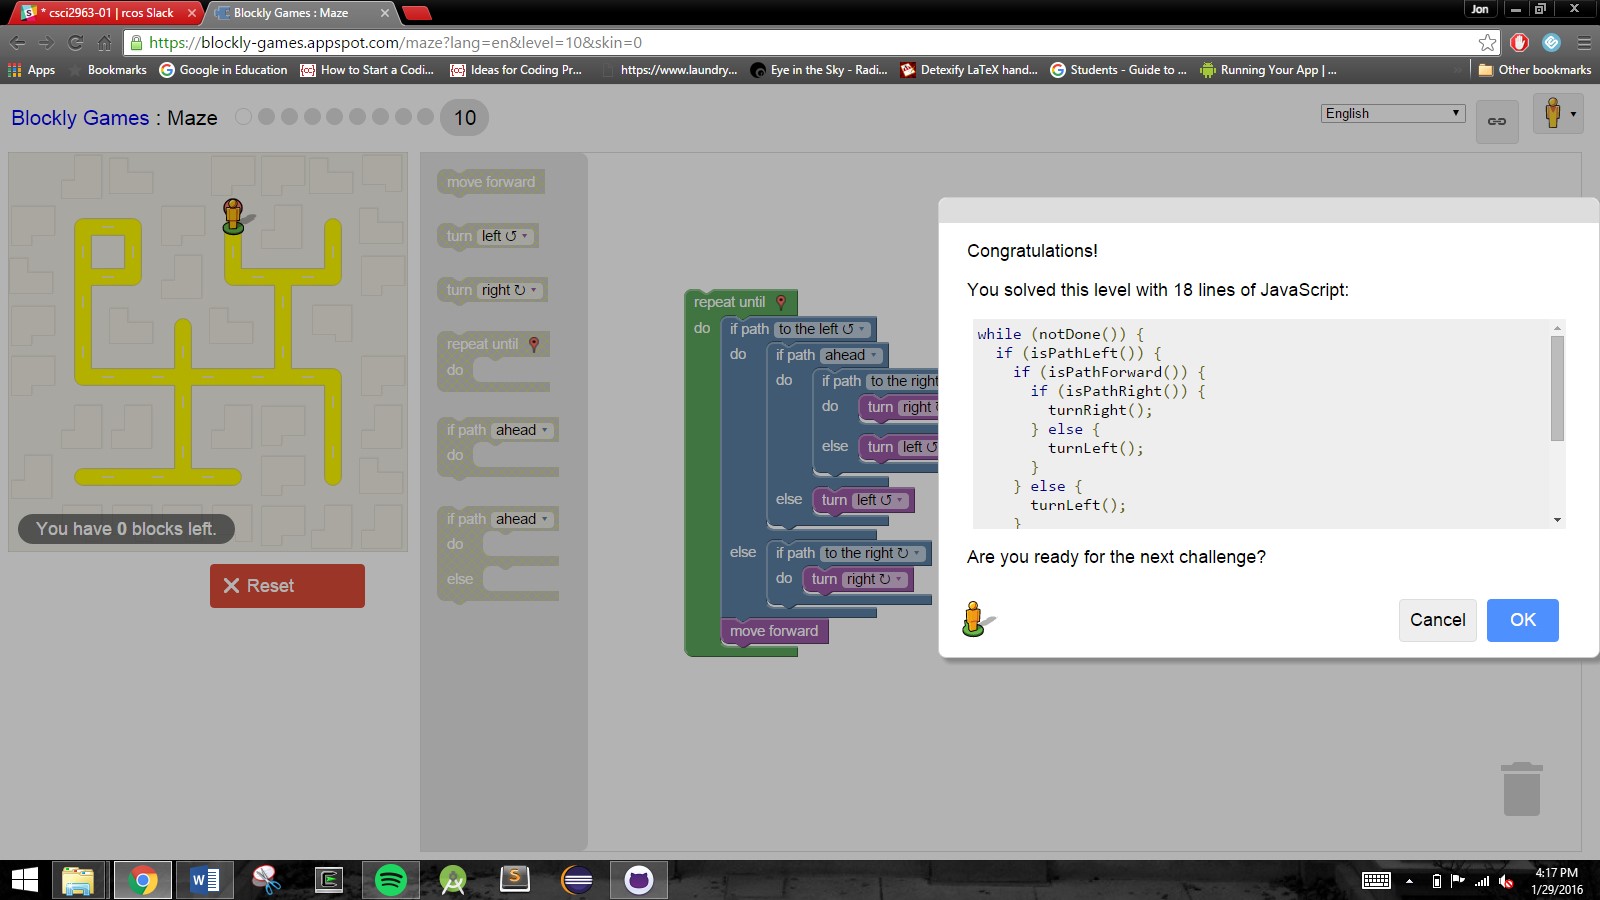 * csci2963-01 | rcos Slack
Blockly Games : Maze
Jon
https://blockly-games.appspot.com/maze?lang=en&level=10&skin=0
Apps
Bookmarks
Google in Education
How to Start a Codi...
Ideas for Coding Pr...
https://www.laundry...
Eye in the Sky - Radi...
Detexify LaTeX hand...
Students - Guide to ...
Running Your App | ...
Other bookmarks
Blockly Games : Maze
10
English
You have 0 blocks left.
Reset
move forward
turn left ↺
turn right ↻
repeat until
do
if path ahead
do
if path ahead
do
else
repeat until
do if path to the left ↺
do if path ahead
do if path to the right
do turn right
else turn left ↺
else turn left ↺
else if path to the right ↻
do turn right ↻
move forward
Congratulations!
You solved this level with 18 lines of JavaScript:
while (notDone()) {
if (isPathLeft()) {
if (isPathForward()) {
if (isPathRight()) {
turnRight();
} else {
turnLeft();
}
} else {
turnLeft();
}
Are you ready for the next challenge?
Cancel
OK
4:17 PM
1/29/2016